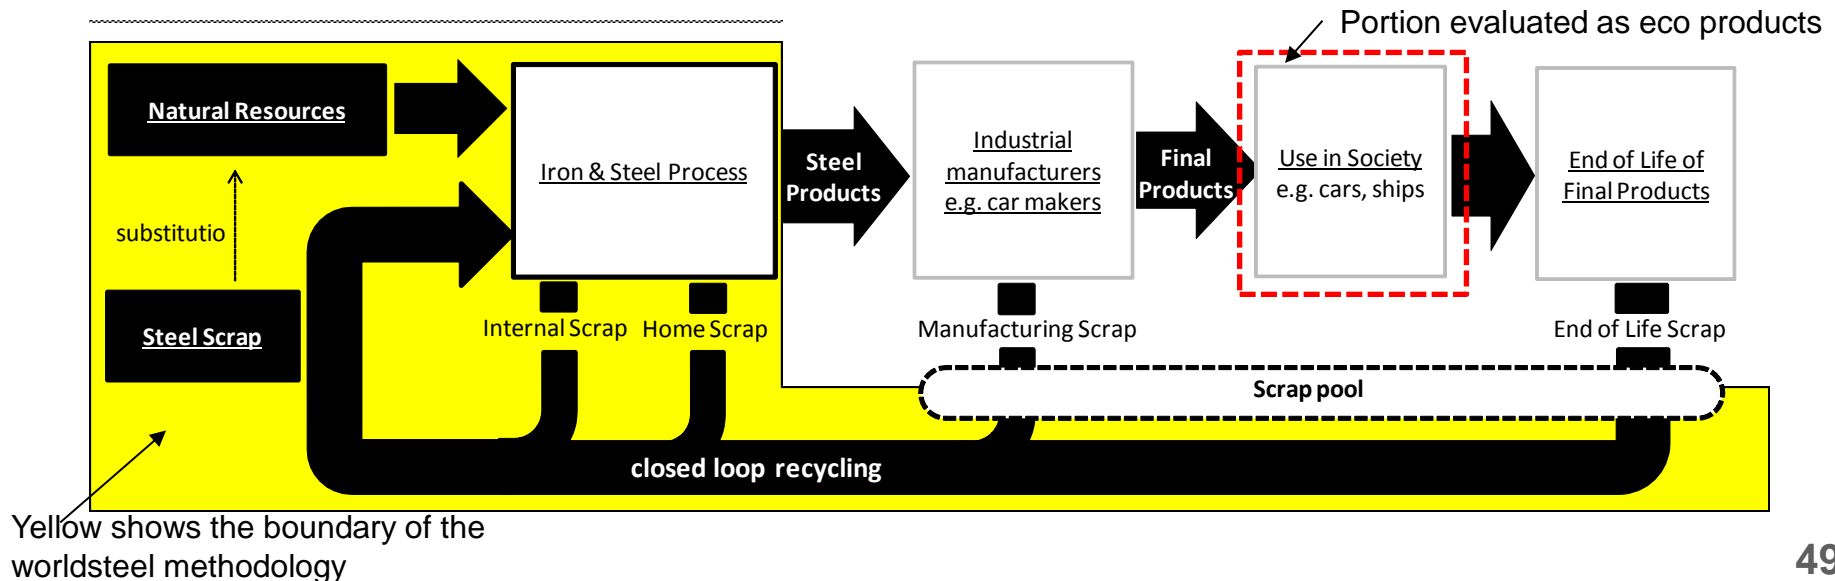 Portion evaluated as eco products
Natural Resources
Iron & Steel Process
Steel
Products
Industrial
manufacturers
e.g. car makers
Final
Products
Use in Society
e.g. cars, ships
End of Life of
Final Products
substitutio
Steel Scrap
Internal Scrap
Home Scrap
Manufacturing Scrap
End of Life Scrap
Scrap pool
closed loop recycling
Yellow shows the boundary of the
worldsteel methodology
49